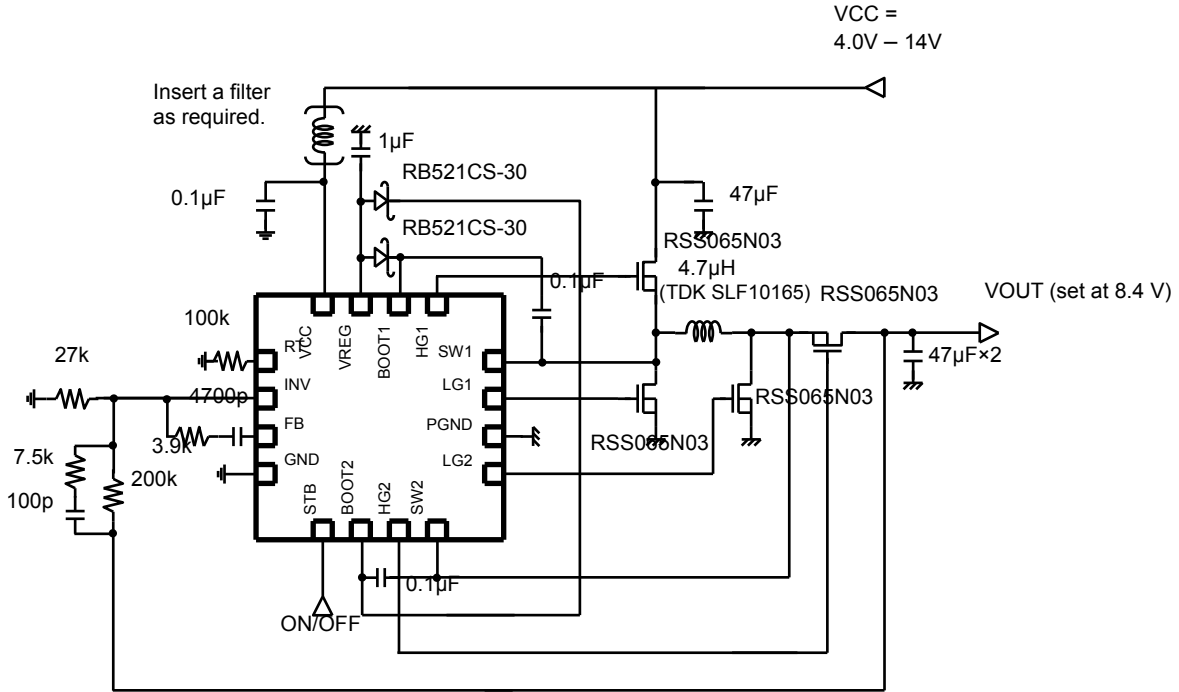 VCC =
4.0V – 14V
Insert a filter
as required.
1µF
RB521CS-30
0.1µF
47µF
RB521CS-30
RSS065N03
4.7µH
0.1µF
(TDK SLF10165)
RSS065N03
VOUT (set at 8.4 V)
100k
VCC
VREG
BOOT1
HG1
RT
SW1
27k
47µF×2
INV
LG1
4700p
RSS065N03
FB
PGND
3.9k
RSS065N03
7.5k
GND
LG2
200k
100p
STB
BOOT2
HG2
SW2
0.1µF
ON/OFF